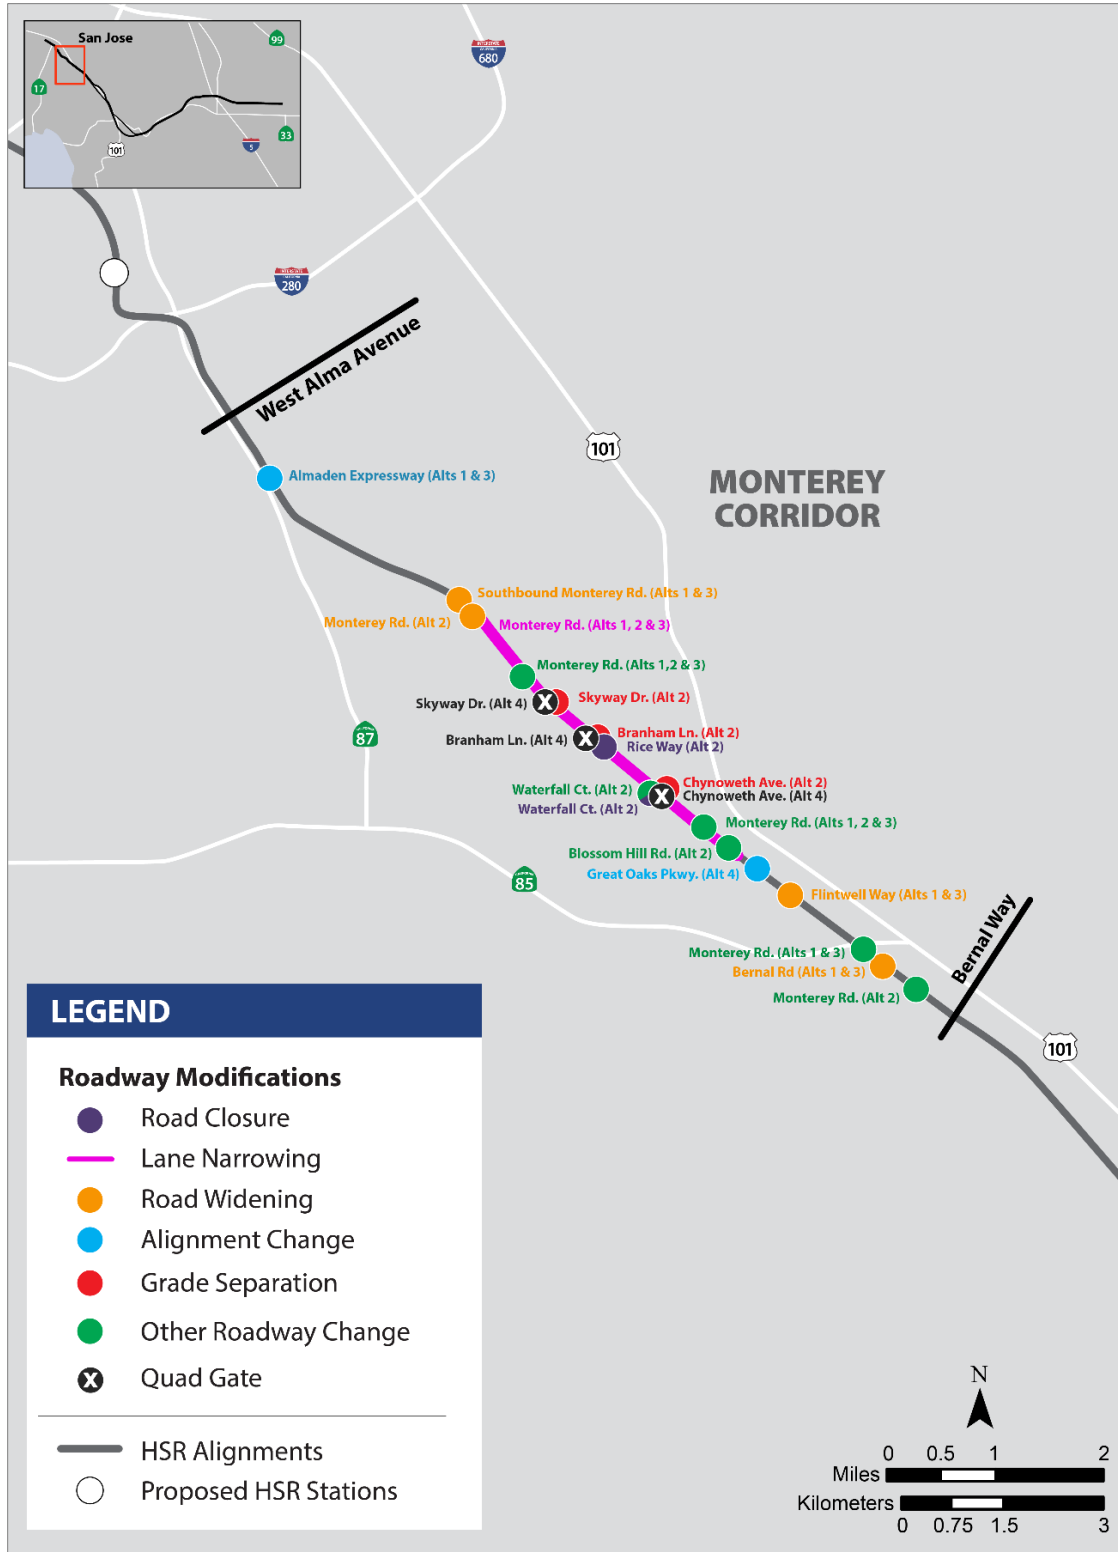 San Jose
99
17
101
5
33
INTERSTATE
CALIFORNIA
680
INTERSTATE
CALIFORNIA
280
West Alma Avenue
101
Almaden Expressway (Alts 1 & 3)
MONTEREY
CORRIDOR
Southbound Monterey Rd. (Alts 1 & 3)
Monterey Rd. (Alt 2)
Monterey Rd. (Alts 1, 2 & 3)
Monterey Rd. (Alts 1,2 & 3)
Skyway Dr. (Alt 4)
X
Skyway Dr. (Alt 2)
87
Branham Ln. (Alt 4)
X
Branham Ln. (Alt 2)
Rice Way (Alt 2)
Chynoweth Ave. (Alt 2)
Waterfall Ct. (Alt 2)
X
Chynoweth Ave. (Alt 4)
Waterfall Ct. (Alt 2)
Monterey Rd. (Alts 1, 2 & 3)
Blossom Hill Rd. (Alt 2)
Great Oaks Pkwy. (Alt 4)
85
Flintwell Way (Alts 1 & 3)
Bernal Way
Monterey Rd. (Alts 1 & 3)
Bernal Rd (Alts 1 & 3)
Monterey Rd. (Alt 2)
101
LEGEND
Roadway Modifications
Road Closure
Lane Narrowing
Road Widening
Alignment Change
Grade Separation
Other Roadway Change
X
Quad Gate
HSR Alignments
Proposed HSR Stations
N
0 0.5 1 2
Miles
Kilometers
0 0.75 1.5 3